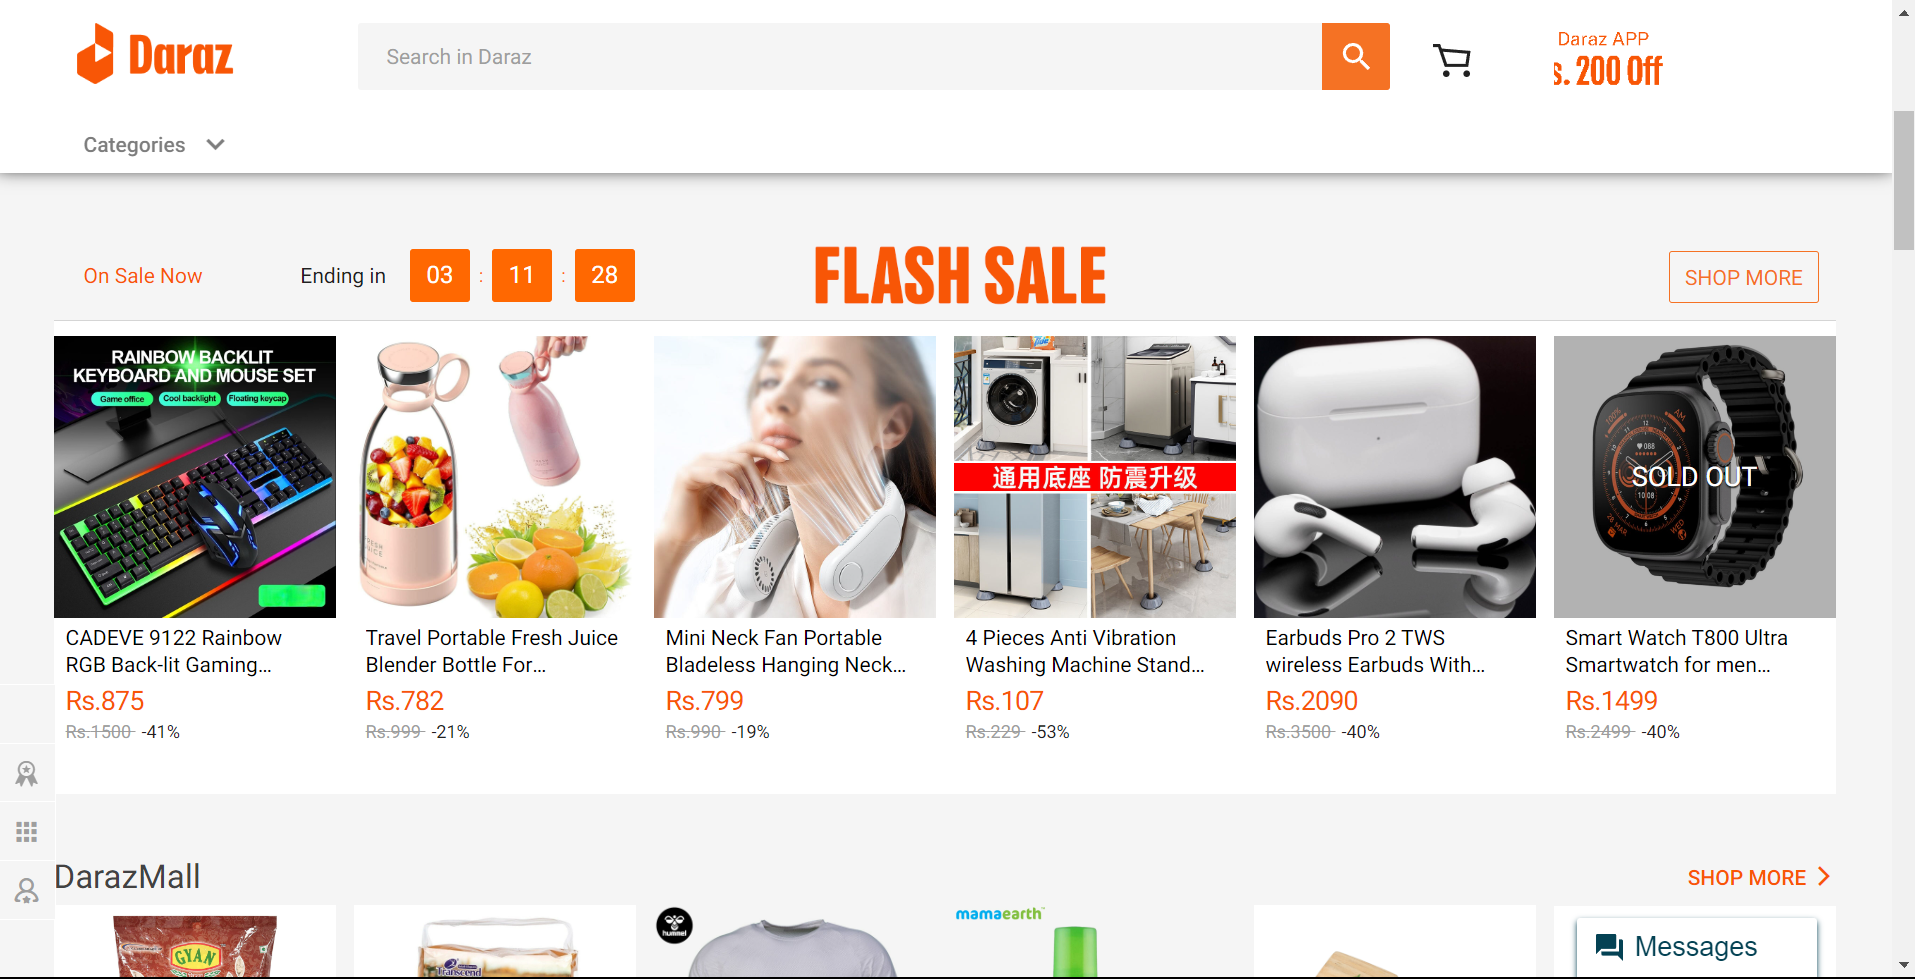 Daraz
Search in Daraz
Daraz APP
s. 200 Off
Categories
On Sale Now
Ending in
03 : 11 : 28
FLASH SALE
SHOP MORE
RAINBOW BACKLIT
KEYBOARD AND MOUSE SET
Game office Cool backlight Floating keycap
FRESH
JUICE
通用底座 防震升级
SOLD OUT
CADEVE 9122 Rainbow
RGB Back-lit Gaming...
Rs.875
Rs.1500 -41%
Travel Portable Fresh Juice
Blender Bottle For...
Rs.782
Rs.999 -21%
Mini Neck Fan Portable
Bladeless Hanging Neck...
Rs.799
Rs.990 -19%
4 Pieces Anti Vibration
Washing Machine Stand...
Rs.107
Rs.229 -53%
Earbuds Pro 2 TWS
wireless Earbuds With...
Rs.2090
Rs.3500 -40%
Smart Watch T800 Ultra
Smartwatch for men...
Rs.1499
Rs.2499 -40%
DarazMall
SHOP MORE
GYAN
Transcend
hummel
mamaearth
Messages